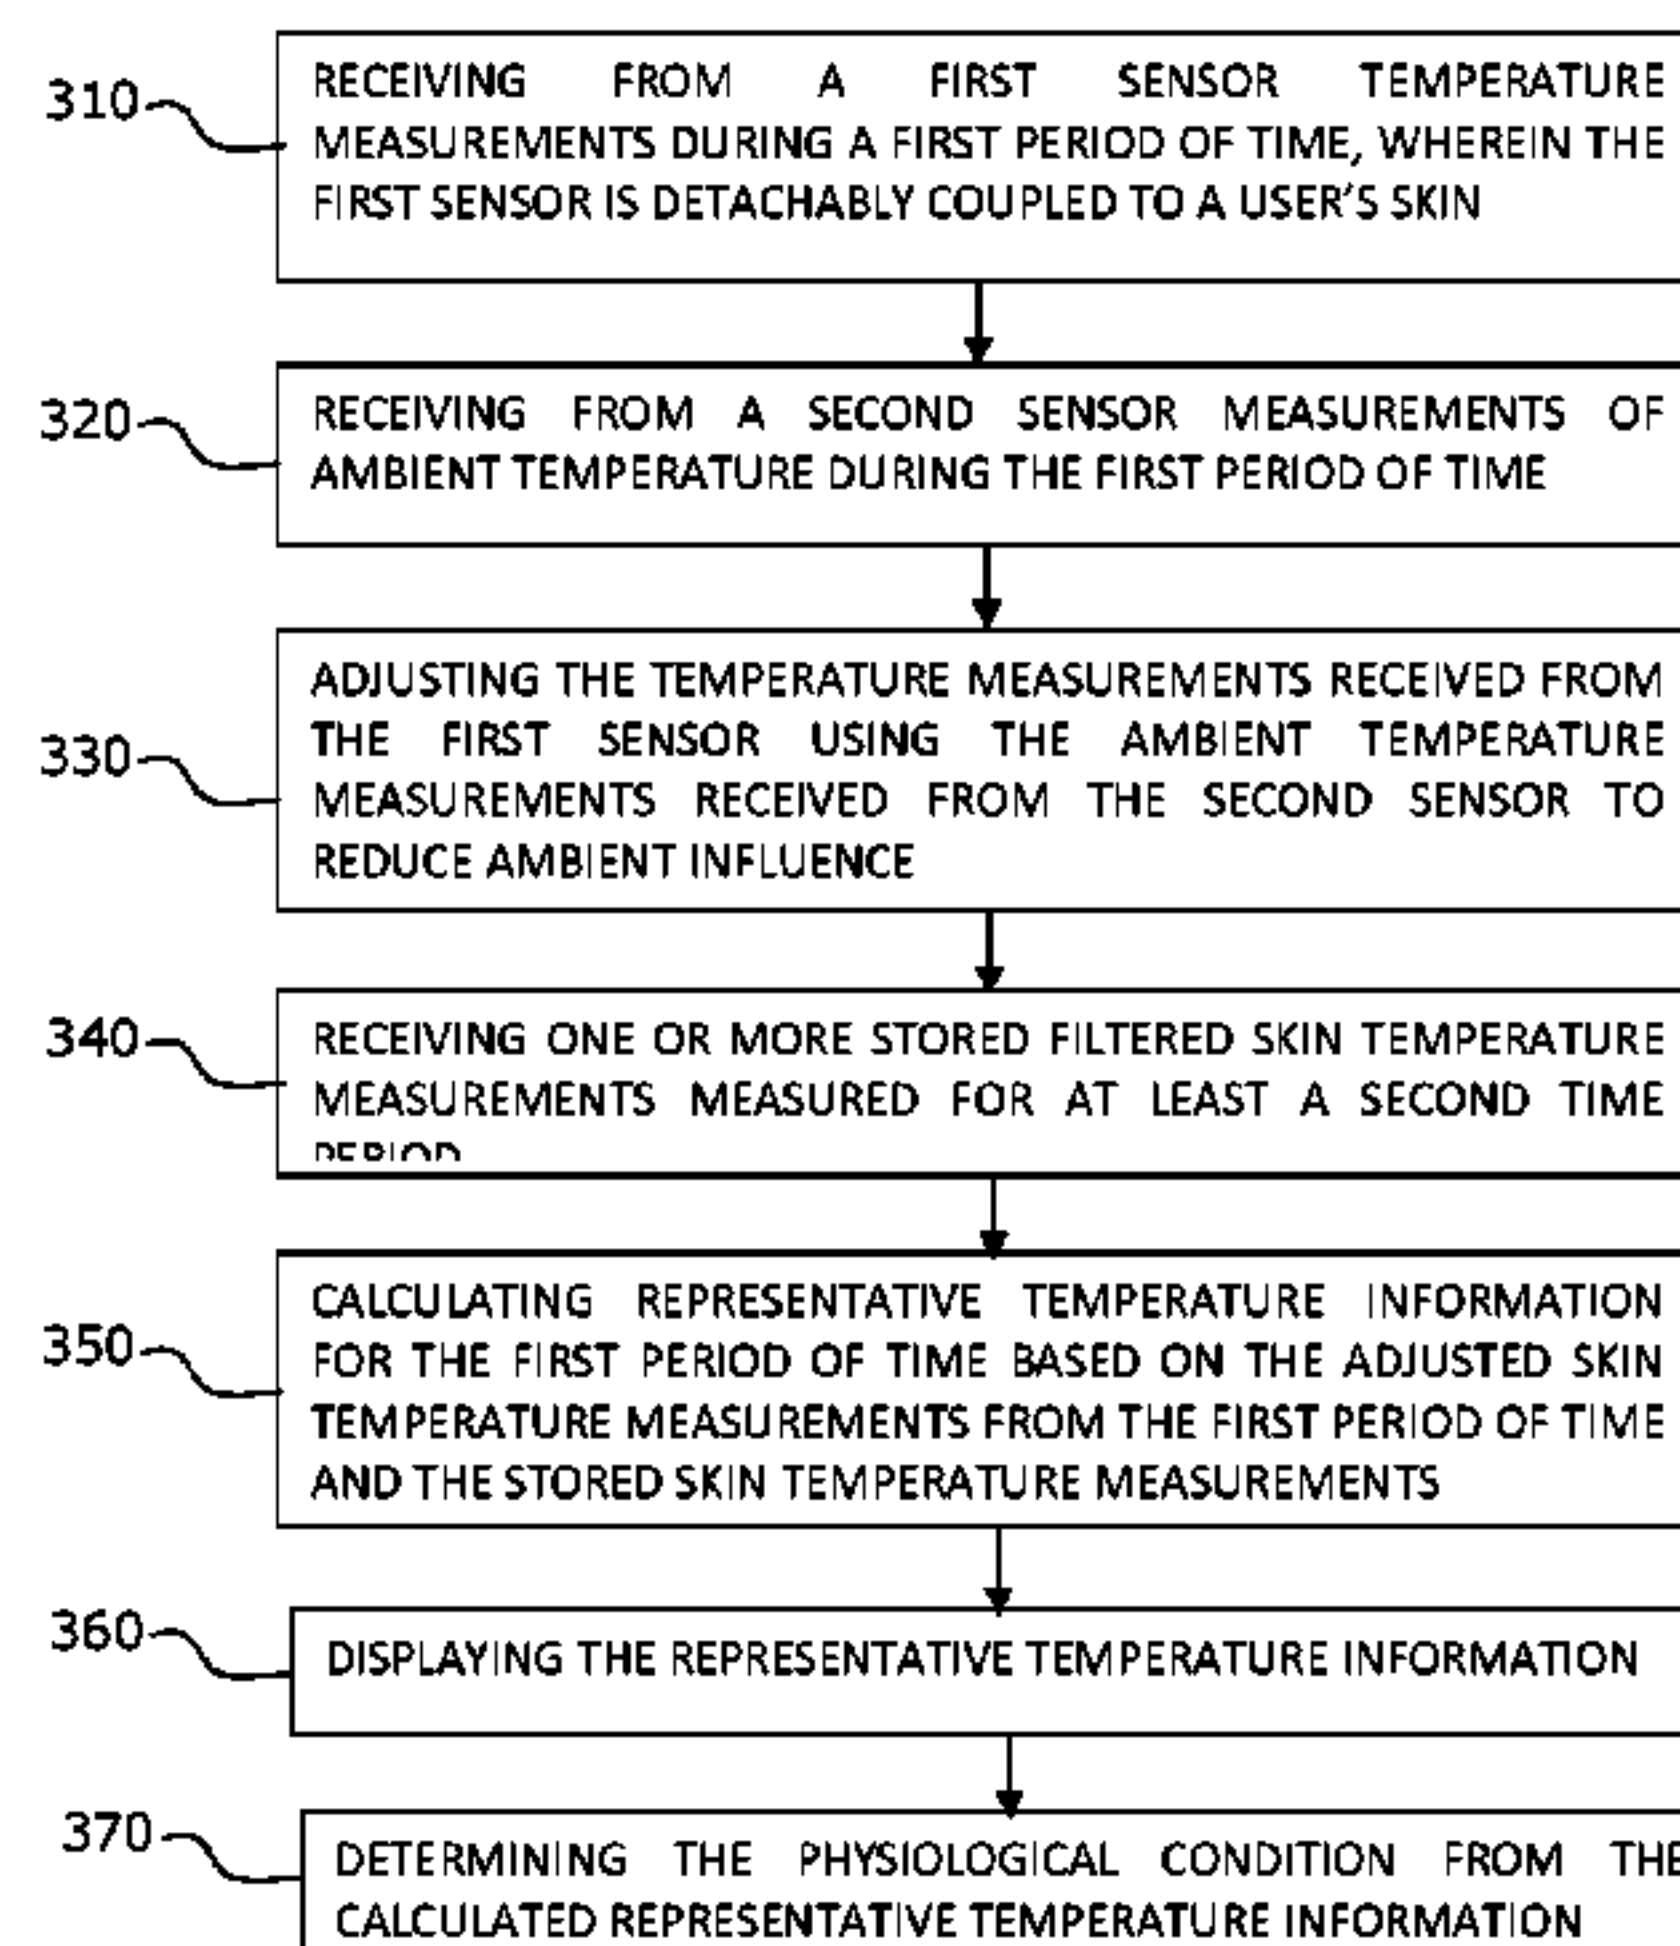 310
RECEIVING FROM A FIRST SENSOR TEMPERATURE
MEASUREMENTS DURING A FIRST PERIOD OF TIME, WHEREIN THE
FIRST SENSOR IS DETACHABLY COUPLED TO A USER'S SKIN
320
RECEIVING FROM A SECOND SENSOR MEASUREMENTS OF
AMBIENT TEMPERATURE DURING THE FIRST PERIOD OF TIME
330
ADJUSTING THE TEMPERATURE MEASUREMENTS RECEIVED FROM
THE FIRST SENSOR USING THE AMBIENT TEMPERATURE
MEASUREMENTS RECEIVED FROM THE SECOND SENSOR TO
REDUCE AMBIENT INFLUENCE
340
RECEIVING ONE OR MORE STORED FILTERED SKIN TEMPERATURE
MEASUREMENTS MEASURED FOR AT LEAST A SECOND TIME
PERIOD
350
CALCULATING REPRESENTATIVE TEMPERATURE INFORMATION
FOR THE FIRST PERIOD OF TIME BASED ON THE ADJUSTED SKIN
TEMPERATURE MEASUREMENTS FROM THE FIRST PERIOD OF TIME
AND THE STORED SKIN TEMPERATURE MEASUREMENTS
360
DISPLAYING THE REPRESENTATIVE TEMPERATURE INFORMATION
370
DETERMINING THE PHYSIOLOGICAL CONDITION FROM THE
CALCULATED REPRESENTATIVE TEMPERATURE INFORMATION